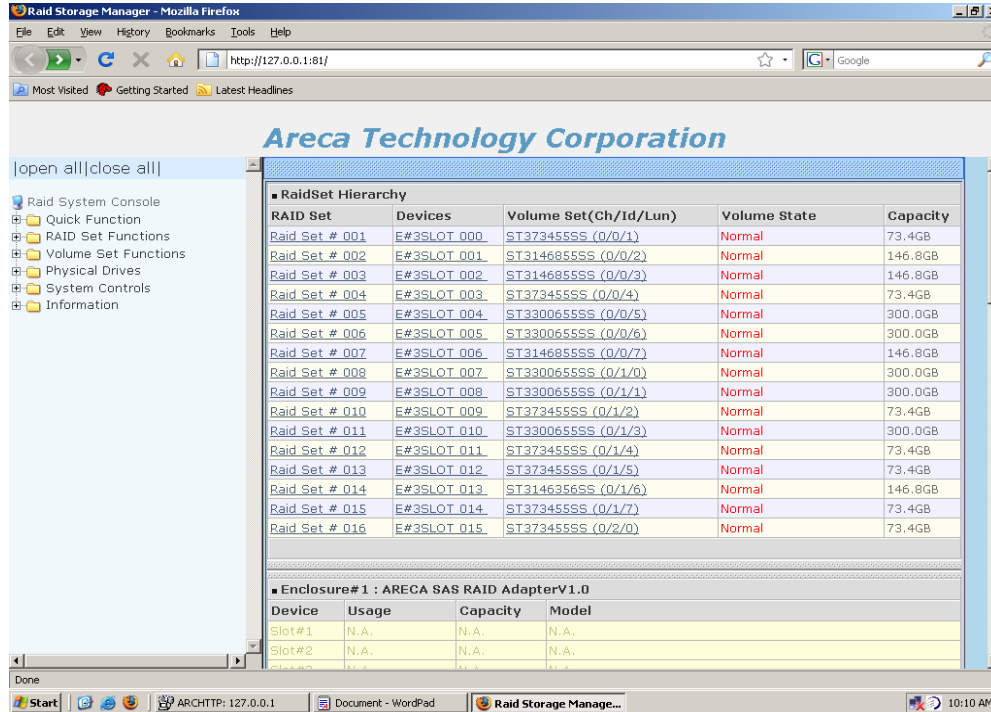 Raid Storage Manager - Mozilla Firefox
File Edit View History Bookmarks Tools Help
http://127.0.0.1:81/
G Google
Most Visited Getting Started Latest Headlines
Areca Technology Corporation
|open all|close all|
Raid System Console
Quick Function
RAID Set Functions
Volume Set Functions
Physical Drives
System Controls
Information
RaidSet Hierarchy
RAID Set Devices Volume Set(Ch/Id/Lun) Volume State Capacity
Raid Set # 001 E#3SLOT 000 ST373455SS (0/0/1) Normal 73.4GB
Raid Set # 002 E#3SLOT 001 ST3146855SS (0/0/2) Normal 146.8GB
Raid Set # 003 E#3SLOT 002 ST3146855SS (0/0/3) Normal 146.8GB
Raid Set # 004 E#3SLOT 003 ST373455SS (0/0/4) Normal 73.4GB
Raid Set # 005 E#3SLOT 004 ST3300655SS (0/0/5) Normal 300.0GB
Raid Set # 006 E#3SLOT 005 ST3300655SS (0/0/6) Normal 300.0GB
Raid Set # 007 E#3SLOT 006 ST3146855SS (0/0/7) Normal 146.8GB
Raid Set # 008 E#3SLOT 007 ST3300655SS (0/1/0) Normal 300.0GB
Raid Set # 009 E#3SLOT 008 ST3300655SS (0/1/1) Normal 300.0GB
Raid Set # 010 E#3SLOT 009 ST373455SS (0/1/2) Normal 73.4GB
Raid Set # 011 E#3SLOT 010 ST3300655SS (0/1/3) Normal 300.0GB
Raid Set # 012 E#3SLOT 011 ST373455SS (0/1/4) Normal 73.4GB
Raid Set # 013 E#3SLOT 012 ST373455SS (0/1/5) Normal 73.4GB
Raid Set # 014 E#3SLOT 013 ST3146356SS (0/1/6) Normal 146.8GB
Raid Set # 015 E#3SLOT 014 ST373455SS (0/1/7) Normal 73.4GB
Raid Set # 016 E#3SLOT 015 ST373455SS (0/2/0) Normal 73.4GB
Enclosure#1 : ARECA SAS RAID AdapterV1.0
Device Usage Capacity Model
Slot#1 N.A. N.A. N.A.
Slot#2 N.A. N.A. N.A.
Done
Start ARCHTTP: 127.0.0.1 Document - WordPad Raid Storage Manage... 10:10 AM